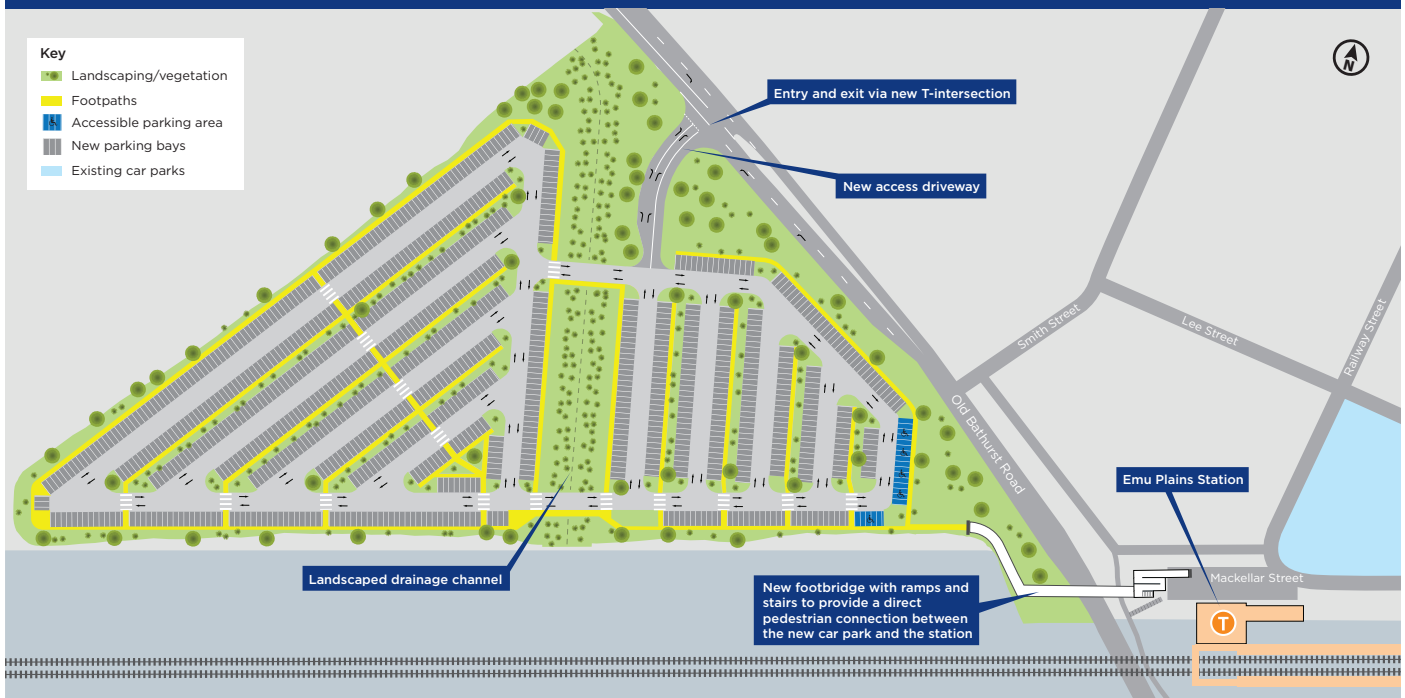 Key
Landscaping/vegetation
Footpaths
Accessible parking area
New parking bays
Existing car parks
N
Entry and exit via new T-intersection
New access driveway
Smith Street
Lee Street
Railway Street
Old Bathurst Road
Emu Plains Station
Landscaped drainage channel
New footbridge with ramps and
stairs to provide a direct
pedestrian connection between
the new car park and the station
Mackellar Street
T